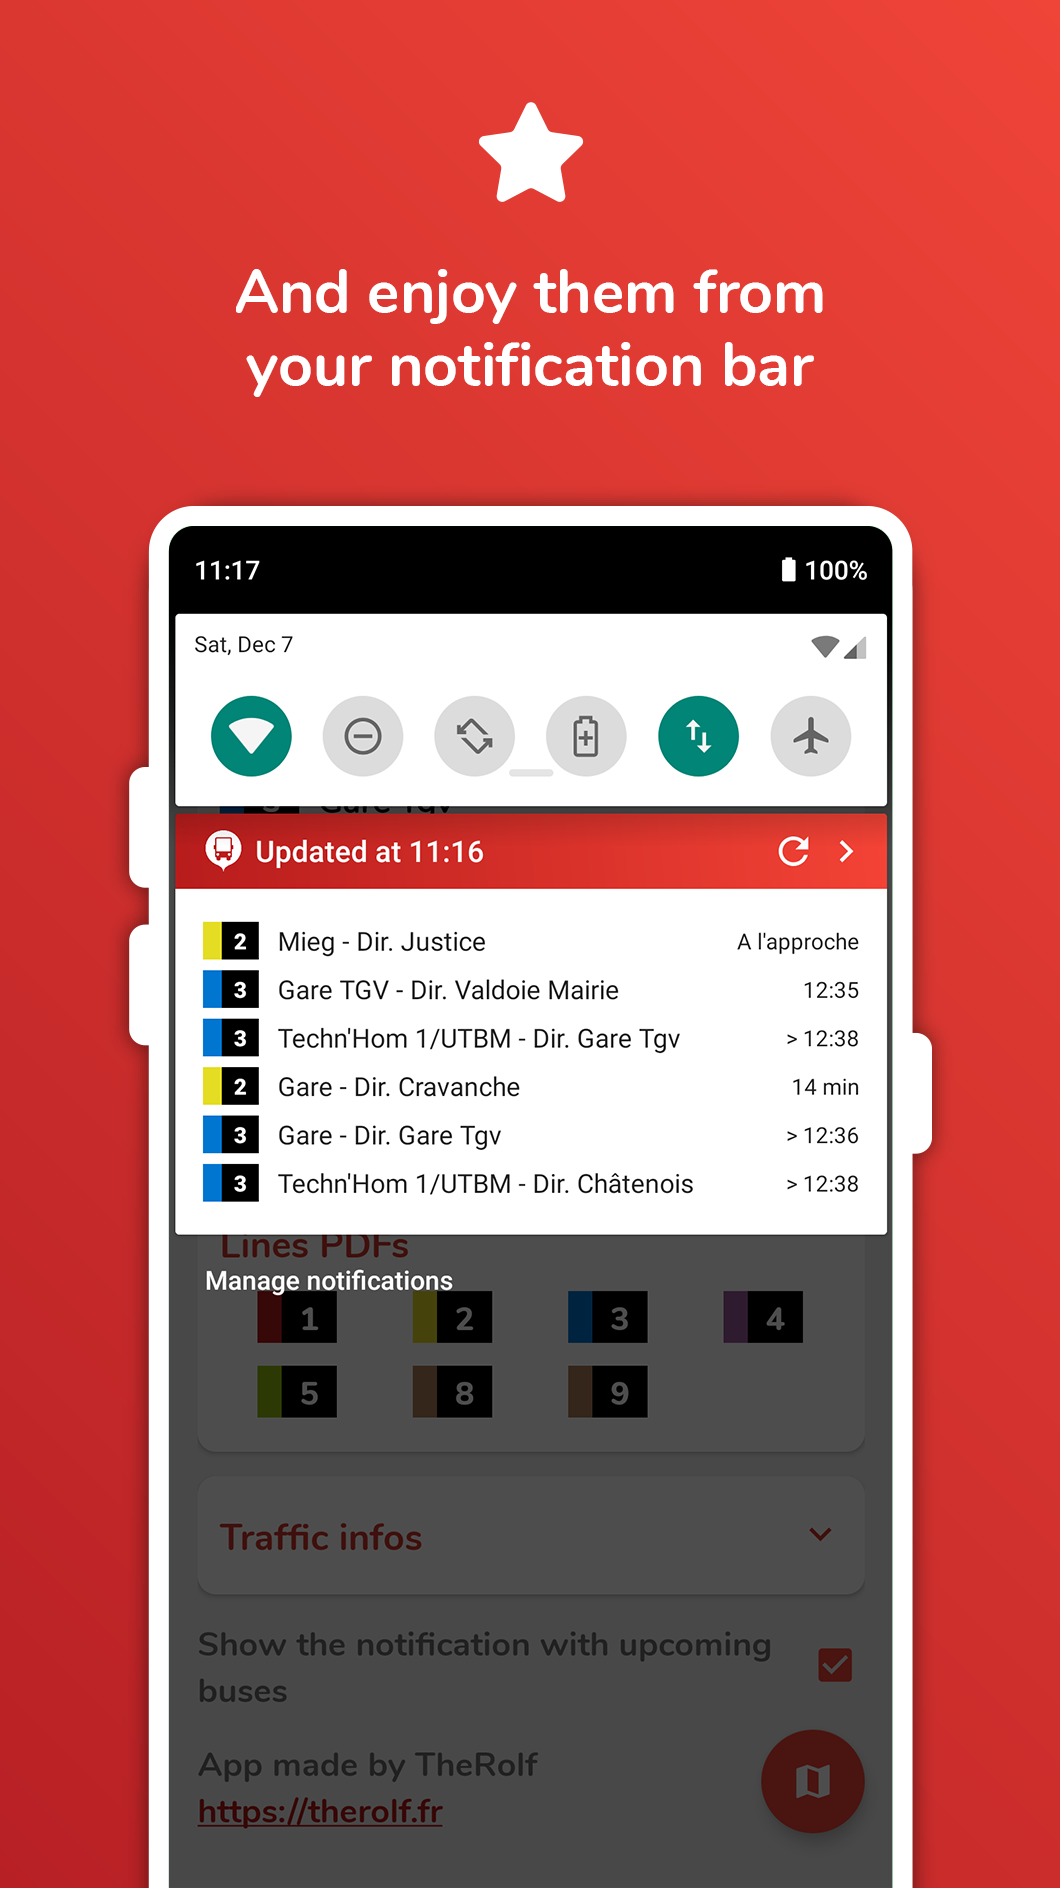 And enjoy them from
your notification bar
11:17 100%
Sat, Dec 7
3 Gare Tgv
Updated at 11:16
2 Mieg - Dir. Justice A l'approche
3 Gare TGV - Dir. Valdoie Mairie 12:35
3 Techn'Hom 1/UTBM - Dir. Gare Tgv > 12:38
2 Gare - Dir. Cravanche 14 min
3 Gare - Dir. Gare Tgv > 12:36
3 Techn'Hom 1/UTBM - Dir. Châtenois > 12:38
Lines PDFs
Manage notifications
1 2 3 4
5 8 9
Traffic infos
Show the notification with upcoming
buses
App made by TheRolf
https://therolf.fr